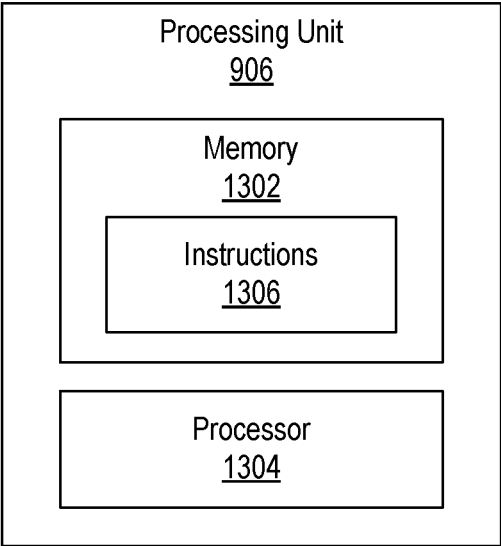 Processing Unit
906
Memory
1302
Instructions
1306
Processor
1304